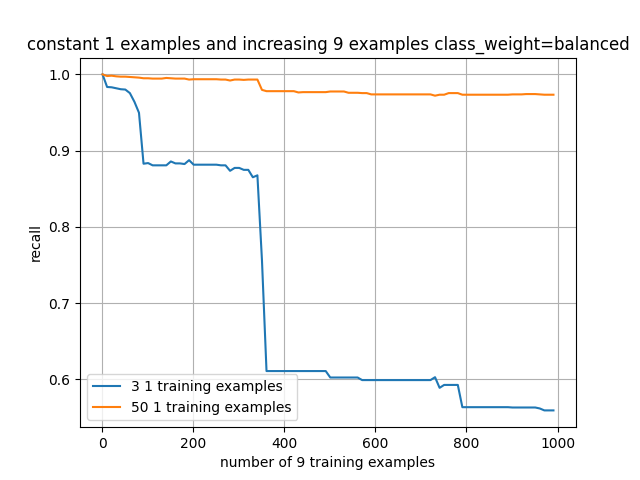 constant 1 examples and increasing 9 examples class_weight=balanced
1.0
0.9
0.8
0.7
0.6
recall
3 1 training examples
50 1 training examples
0 200 400 600 800 1000
number of 9 training examples